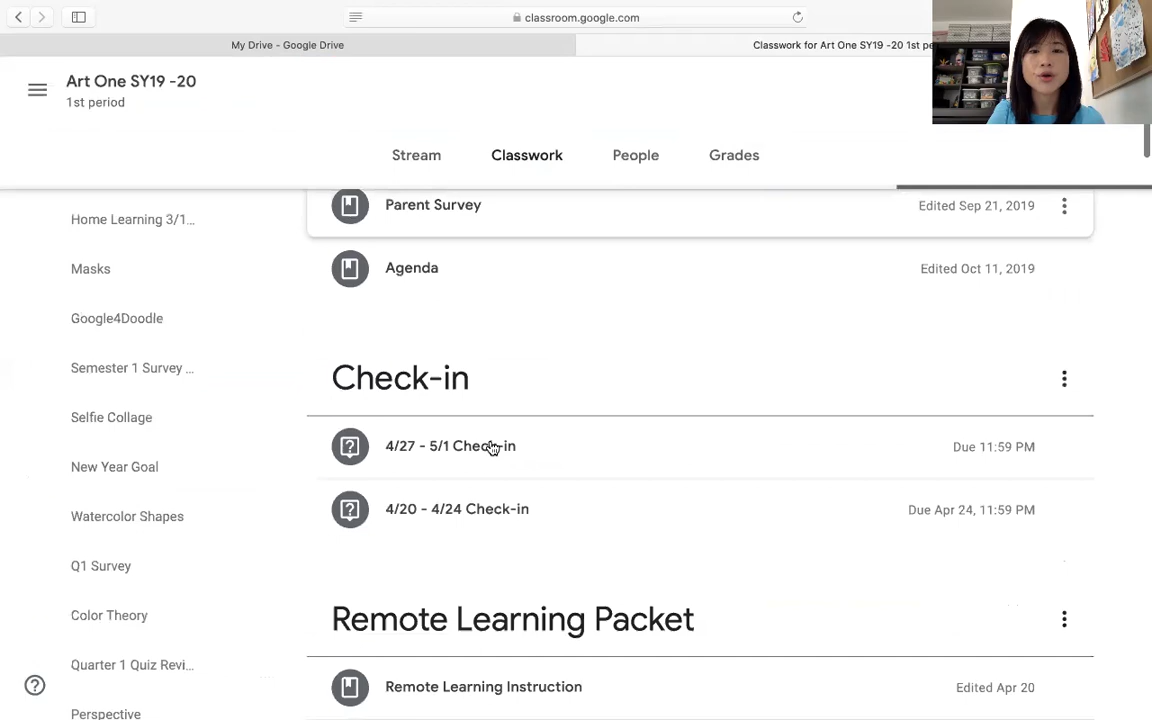 classroom.google.com
My Drive - Google Drive
Classwork for Art One SY19 -20 1st pe
Art One SY19 -20
1st period
Stream
Classwork
People
Grades
Home Learning 3/1...
Masks
Google4Doodle
Semester 1 Survey ...
Selfie Collage
New Year Goal
Watercolor Shapes
Q1 Survey
Color Theory
Quarter 1 Quiz Revi...
Perspective
Parent Survey
Edited Sep 21, 2019
Agenda
Edited Oct 11, 2019
Check-in
4/27 - 5/1 Check-in
Due 11:59 PM
4/20 - 4/24 Check-in
Due Apr 24, 11:59 PM
Remote Learning Packet
Remote Learning Instruction
Edited Apr 20